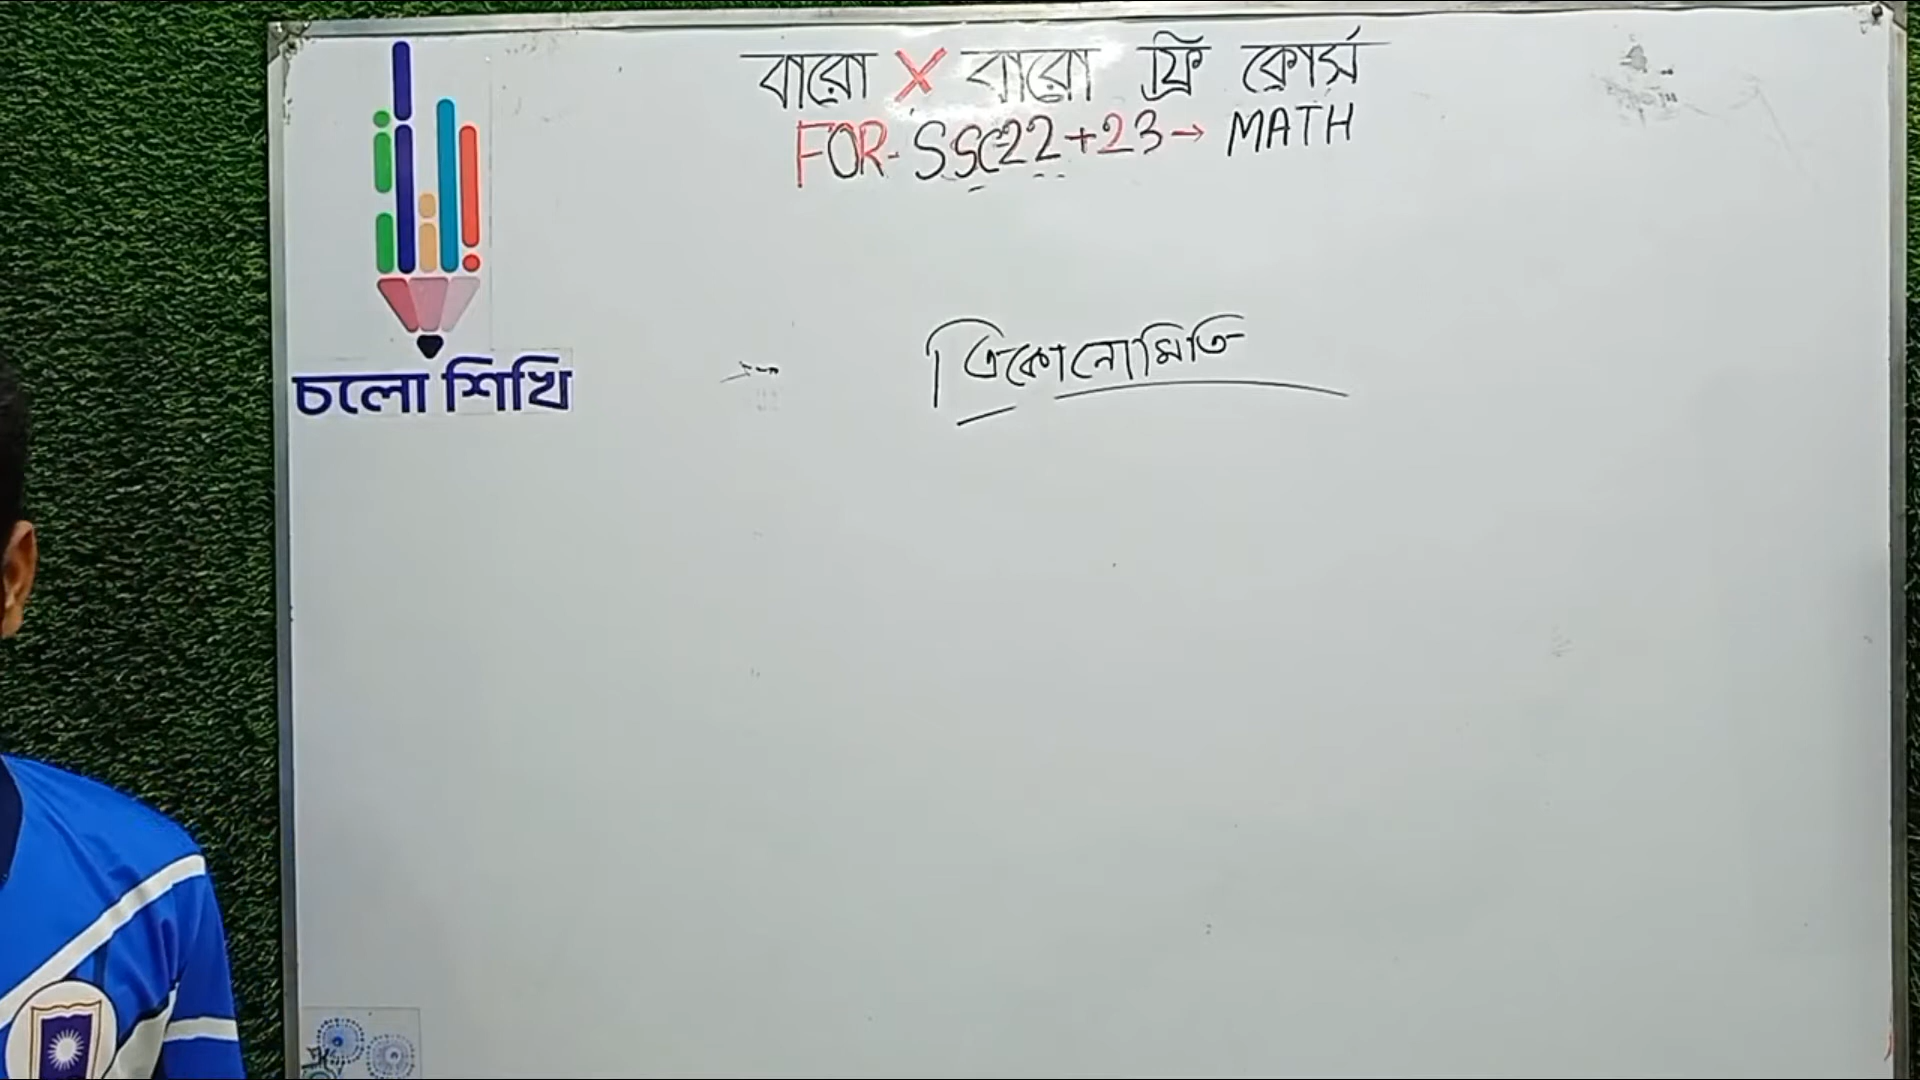 বারো X বারো ফ্রি কোর্স
FOR-SSC22+23→ MATH
চলো শিখি
ত্রিকোনোমিতি